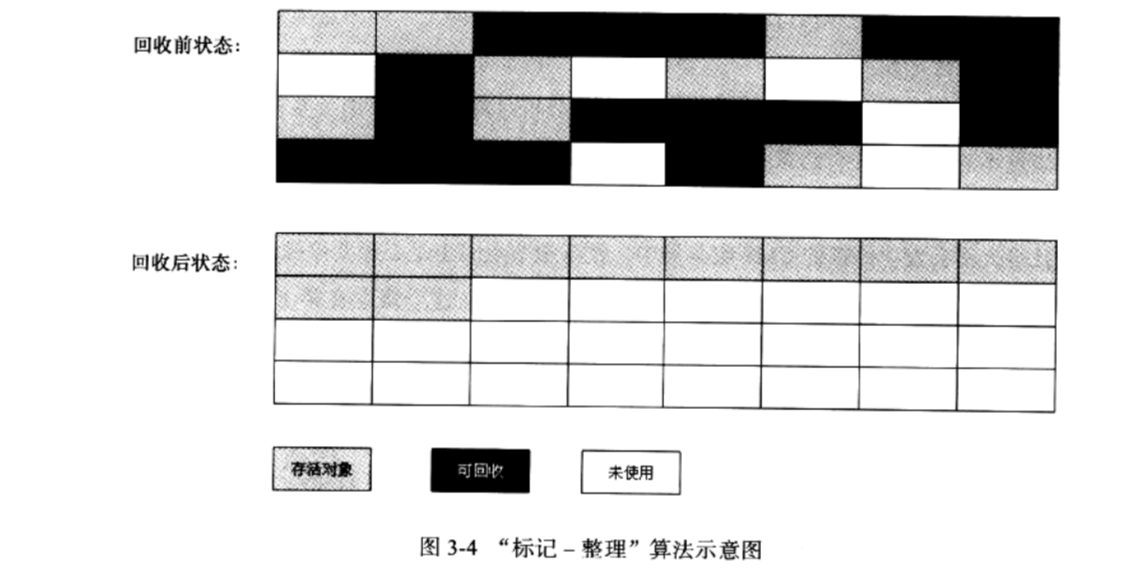 回收前状态：
回收后状态：
存活对象
可回收
未使用
图 3-4 “标记 – 整理”算法示意图